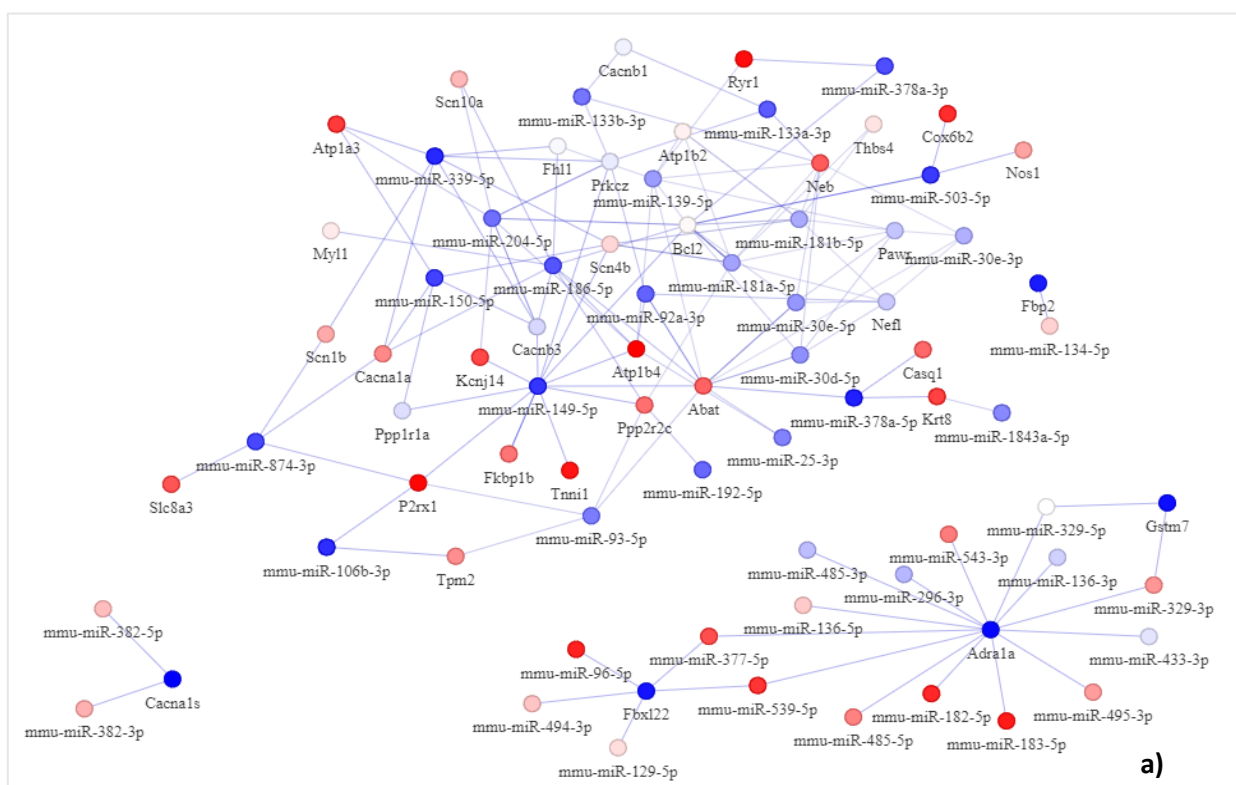 Cacnb1
Ryr1
mmu-miR-378a-3p
Scn10a
mmu-miR-133b-3p
mmu-miR-133a-3p
Cox6b2
Atp1a3
Fhl1
Atp1b2
Thbs4
Nos1
mmu-miR-339-5p
Prkcz
mmu-miR-139-5p
Neb
mmu-miR-503-5p
Myl1
mmu-miR-204-5p
Bcl2
mmu-miR-181b-5p
Pawr
mmu-miR-30e-3p
Scn4b
mmu-miR-186-5p
mmu-miR-181a-5p
mmu-miR-150-5p
mmu-miR-92a-3p
mmu-miR-30e-5p
Nefl
Fbp2
mmu-miR-134-5p
Scn1b
Cacnb3
Cacna1a
Atp1b4
mmu-miR-30d-5p
Casq1
Kcnj14
mmu-miR-149-5p
Abat
mmu-miR-378a-5p
Krt8
Ppp1r1a
Ppp2r2c
mmu-miR-1843a-5p
mmu-miR-874-3p
mmu-miR-25-3p
Fkbp1b
Tnni1
mmu-miR-192-5p
Slc8a3
P2rx1
mmu-miR-93-5p
mmu-miR-329-5p
Gstm7
mmu-miR-106b-3p
Tpm2
mmu-miR-485-3p
mmu-miR-543-3p
mmu-miR-136-3p
mmu-miR-296-3p
mmu-miR-329-3p
mmu-miR-382-5p
mmu-miR-136-5p
Adra1a
mmu-miR-433-3p
mmu-miR-377-5p
mmu-miR-96-5p
Cacna1s
Fbxl22
mmu-miR-539-5p
mmu-miR-182-5p
mmu-miR-495-3p
mmu-miR-382-3p
mmu-miR-494-3p
mmu-miR-485-5p
mmu-miR-183-5p
mmu-miR-129-5p
a)